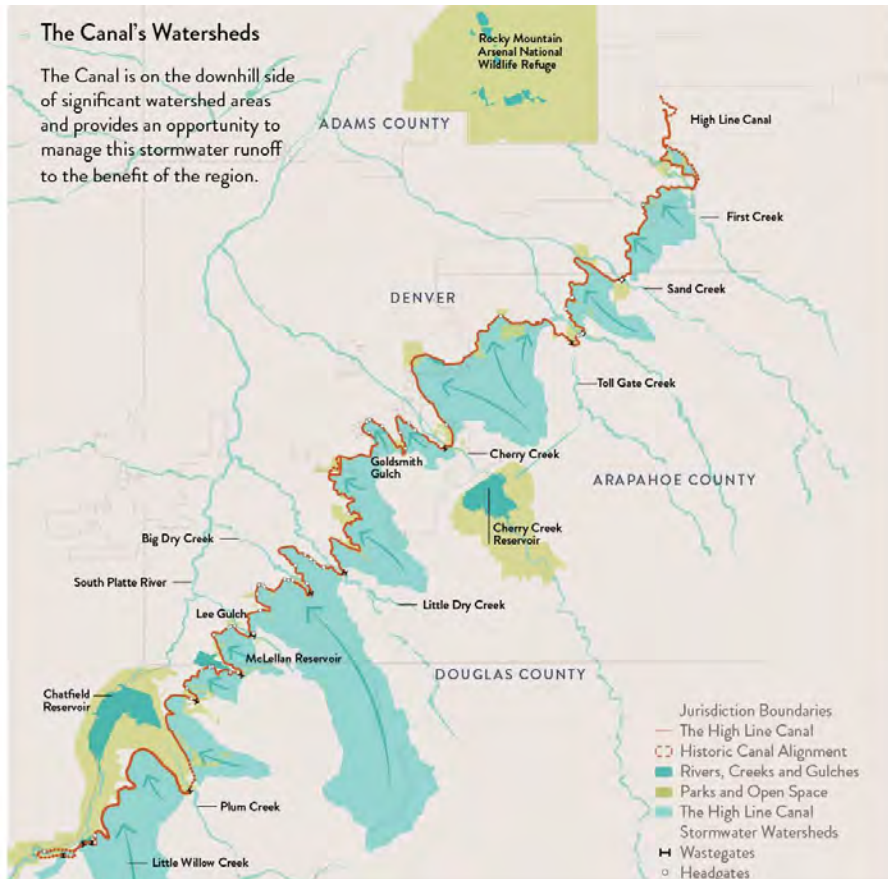 The Canal's Watersheds
The Canal is on the downhill side
of significant watershed areas
and provides an opportunity to
manage this stormwater runoff
to the benefit of the region.
Rocky Mountain
Arsenal National
Wildlife Refuge
ADAMS COUNTY
High Line Canal
First Creek
Sand Creek
DENVER
Toll Gate Creek
Cherry Creek
Goldsmith
Gulch
ARAPAHOE COUNTY
Cherry Creek
Reservoir
Big Dry Creek
South Platte River
Little Dry Creek
Lee Gulch
McLellan Reservoir
DOUGLAS COUNTY
Chatfield
Reservoir
Plum Creek
Little Willow Creek
Jurisdiction Boundaries
The High Line Canal
Historic Canal Alignment
Rivers, Creeks and Gulches
Parks and Open Space
The High Line Canal
Stormwater Watersheds
Wastegates
Headgates